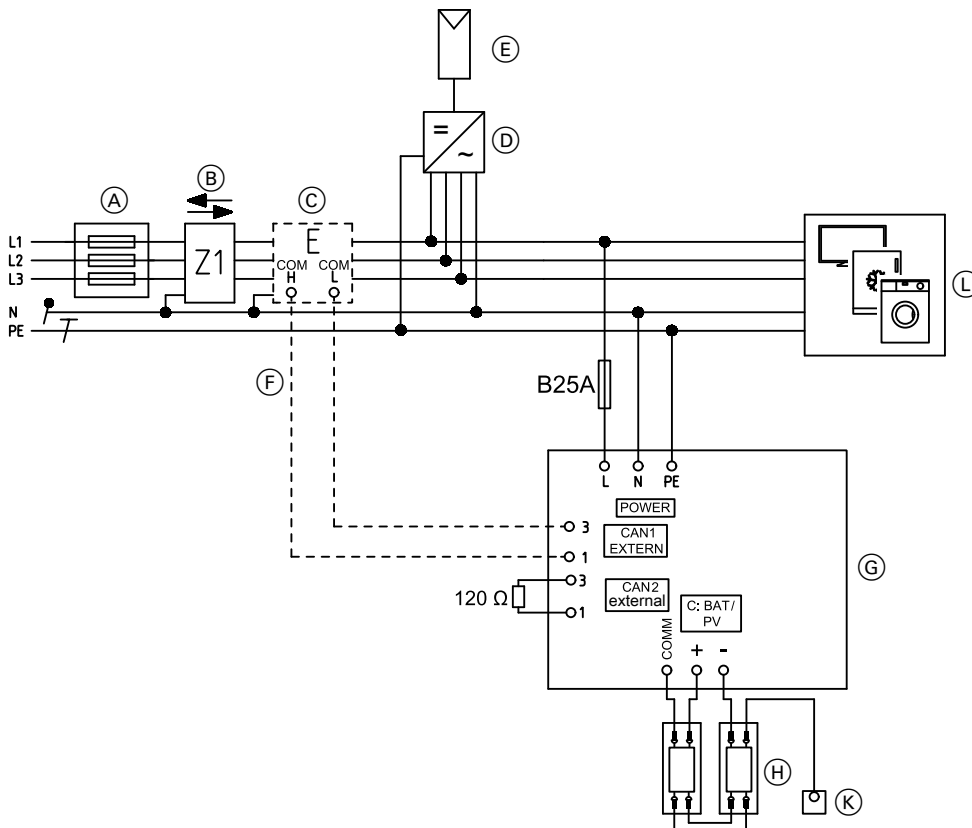 E
= ~
D
B
A
C
L1
L2
L3
N
PE
Z1
E
COM COM
H L
L
F
B25A
L N PE
POWER
3
CAN1
EXTERN
1
G
3
CAN2
external
120 Ω
1
C: BAT/
PV
COMM + -
H
K